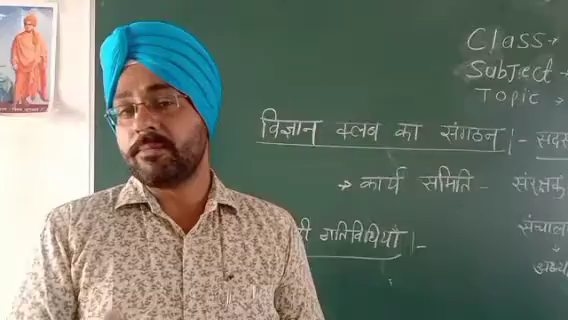 Class →
Subject →
Topic →
विज्ञान क्लब का संगठन :-
→ कार्य समिति - संरक्षक
गतिविधियाँ :-